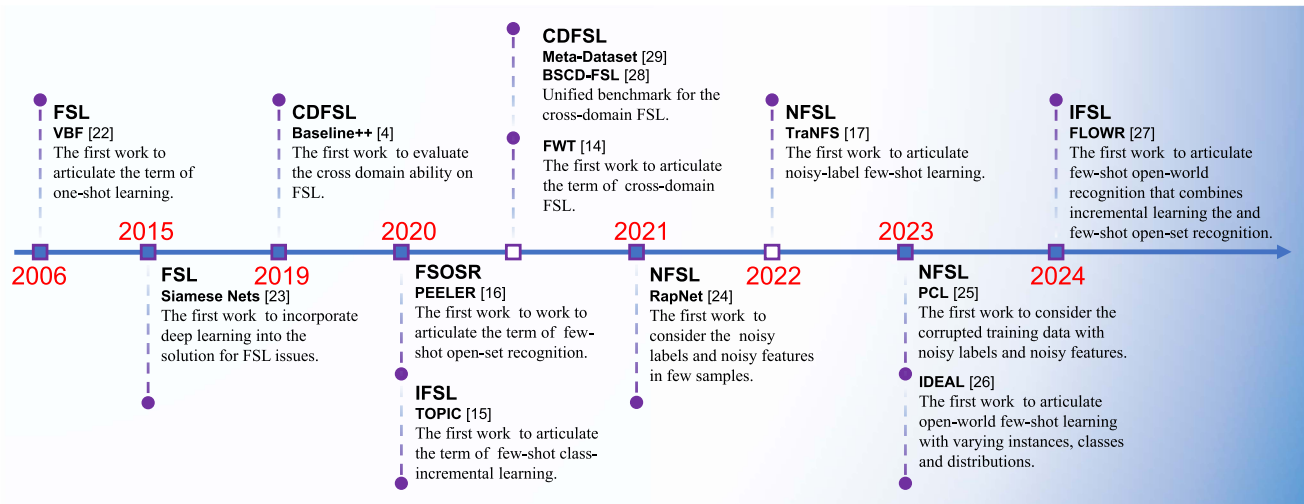 FSL
VBF [22]
The first work to
articulate the term of
one-shot learning.
2006
2015
FSL
Siamese Nets [23]
The first work to incorporate
deep learning into the
solution for FSL issues.
CDFSL
Baseline++ [4]
The first work to evaluate
the cross domain ability on
FSL.
2019
2020
FSOSR
PEELER [16]
The first work to work to
articulate the term of few-
shot open-set recognition.
IFSL
TOPIC [15]
The first work to articulate
the term of few-shot class-
incremental learning.
CDFSL
Meta-Dataset [29]
BSCD-FSL [28]
Unified benchmark for the
cross-domain FSL.
FWT [14]
The first work to articulate
the term of cross-domain
FSL.
2021
NFSL
RapNet [24]
The first work to
consider the noisy
labels and noisy features
in few samples.
NFSL
TraNFS [17]
The first work to articulate
noisy-label few-shot learning.
2022
2023
NFSL
PCL [25]
The first work to consider the
corrupted training data with
noisy labels and noisy features.
IDEAL [26]
The first work to articulate
open-world few-shot learning
with varying instances, classes
and distributions.
IFSL
FLOWR [27]
The first work to articulate
few-shot open-world
recognition that combines
incremental learning the and
few-shot open-set recognition.
2024